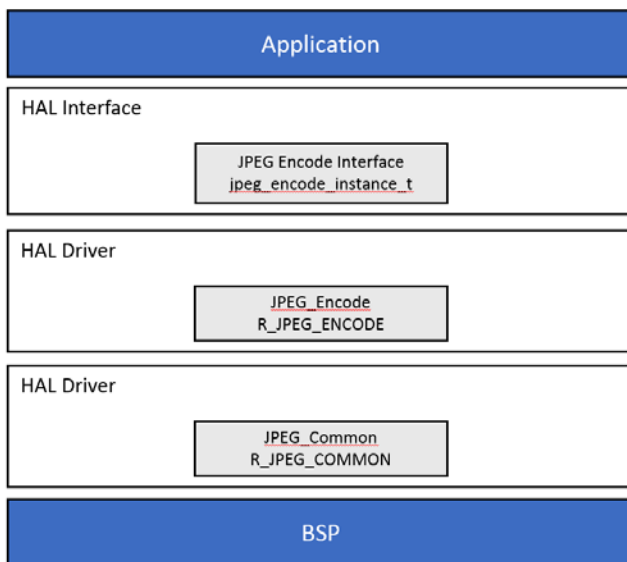 Application
HAL Interface
JPEG Encode Interface
jpeg_encode_instance_t
HAL Driver
JPEG_Encode
R_JPEG_ENCODE
HAL Driver
JPEG_Common
R_JPEG_COMMON
BSP